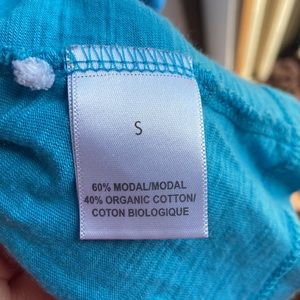 S
60% MODAL/MODAL
40% ORGANIC COTTON/
COTON BIOLOGIQUE